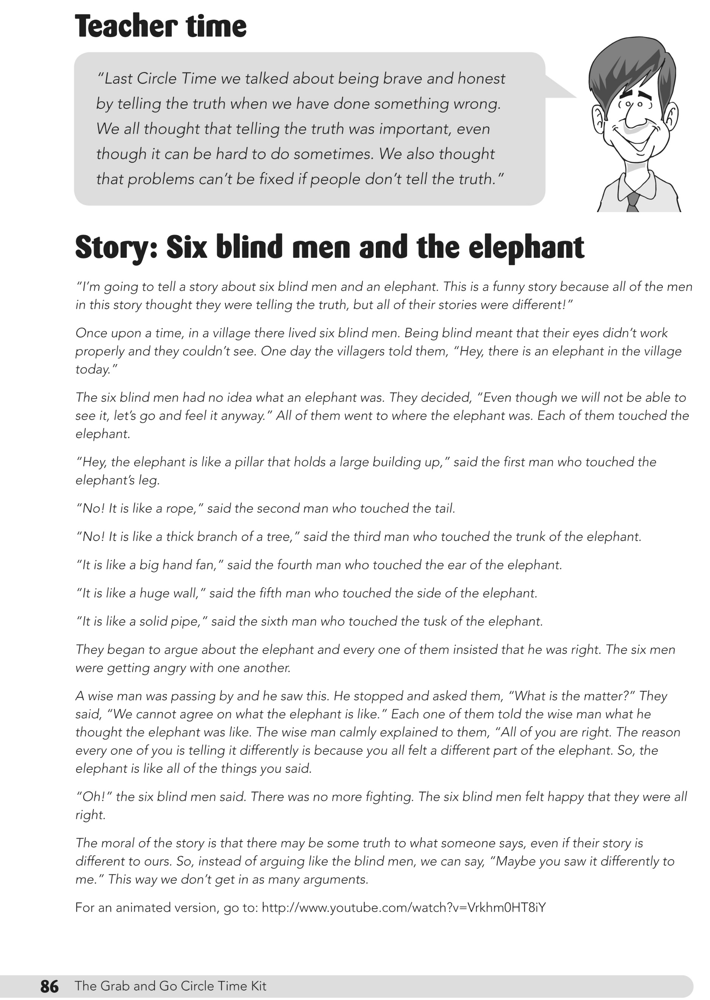 Teacher time
“Last Circle Time we talked about being brave and honest
by telling the truth when we have done something wrong.
We all thought that telling the truth was important, even
though it can be hard to do sometimes. We also thought
that problems can’t be fixed if people don’t tell the truth.”
Story: Six blind men and the elephant
“I’m going to tell a story about six blind men and an elephant. This is a funny story because all of the men
in this story thought they were telling the truth, but all of their stories were different!”
Once upon a time, in a village there lived six blind men. Being blind meant that their eyes didn’t work
properly and they couldn’t see. One day the villagers told them, “Hey, there is an elephant in the village
today.”
The six blind men had no idea what an elephant was. They decided, “Even though we will not be able to
see it, let’s go and feel it anyway.” All of them went to where the elephant was. Each of them touched the
elephant.
“Hey, the elephant is like a pillar that holds a large building up,” said the first man who touched the
elephant’s leg.
“No! It is like a rope,” said the second man who touched the tail.
“No! It is like a thick branch of a tree,” said the third man who touched the trunk of the elephant.
“It is like a big hand fan,” said the fourth man who touched the ear of the elephant.
“It is like a huge wall,” said the fifth man who touched the side of the elephant.
“It is like a solid pipe,” said the sixth man who touched the tusk of the elephant.
They began to argue about the elephant and every one of them insisted that he was right. The six men
were getting angry with one another.
A wise man was passing by and he saw this. He stopped and asked them, “What is the matter?” They
said, “We cannot agree on what the elephant is like.” Each one of them told the wise man what he
thought the elephant was like. The wise man calmly explained to them, “All of you are right. The reason
every one of you is telling it differently is because you all felt a different part of the elephant. So, the
elephant is like all of the things you said.
“Oh!” the six blind men said. There was no more fighting. The six blind men felt happy that they were all
right.
The moral of the story is that there may be some truth to what someone says, even if their story is
different to ours. So, instead of arguing like the blind men, we can say, “Maybe you saw it differently to
me.” This way we don’t get in as many arguments.
For an animated version, go to: http://www.youtube.com/watch?v=Vrkhm0HT8iY
86 The Grab and Go Circle Time Kit